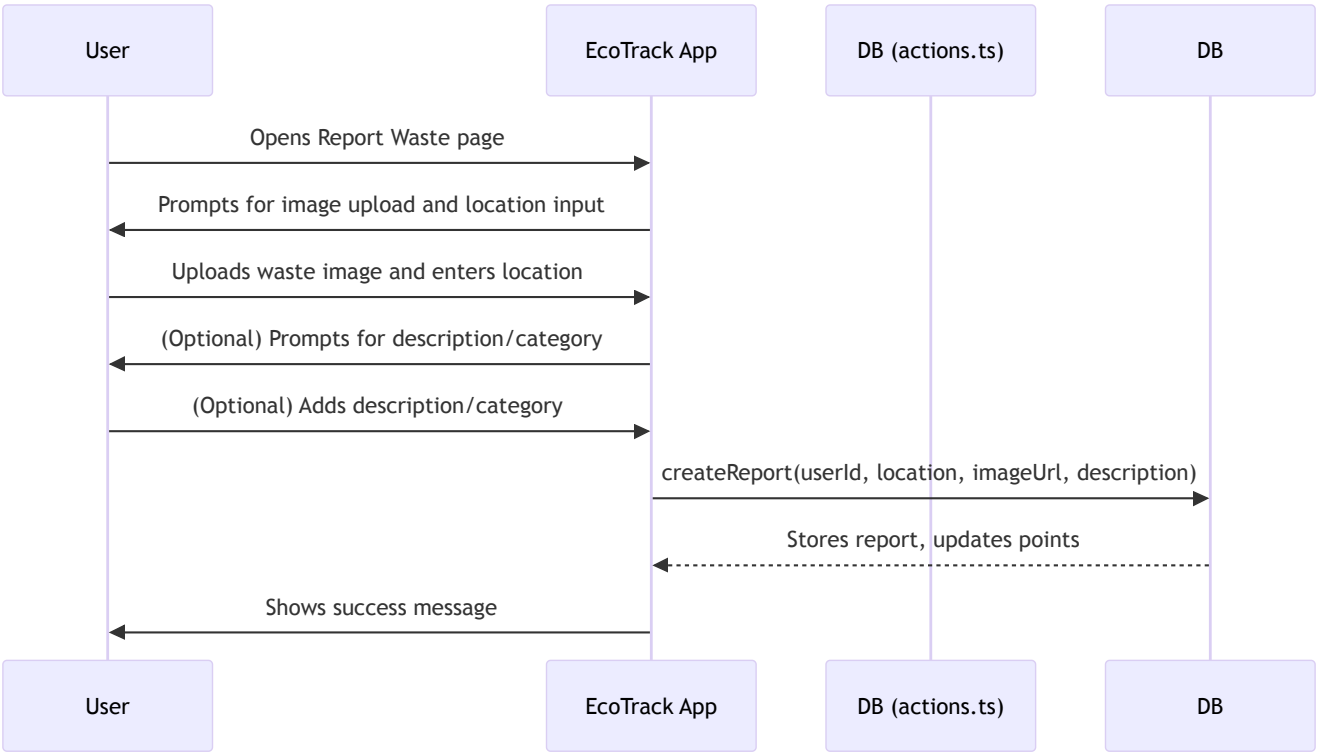 User
EcoTrack App
DB (actions.ts)
DB
Opens Report Waste page
Prompts for image upload and location input
Uploads waste image and enters location
(Optional) Prompts for description/category
(Optional) Adds description/category
createReport(userId, location, imageUrl, description)
Stores report, updates points
Shows success message
User
EcoTrack App
DB (actions.ts)
DB